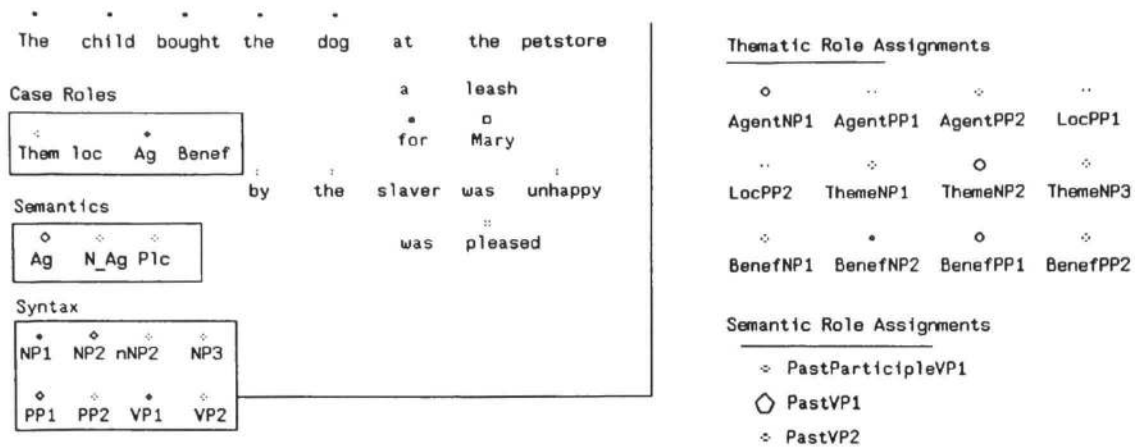 The child bought the dog at the petstore
a leash
for Mary
by the slaver was unhappy
was pleased
Case Roles
Them loc Ag Benef
Semantics
Ag N_Ag Plc
Syntax
NP1 NP2 nNP2 NP3
PP1 PP2 VP1 VP2
Thematic Role Assignments
AgentNP1 AgentPP1 AgentPP2 LocPP1
LocPP2 ThemeNP1 ThemeNP2 ThemeNP3
BenefNP1 BenefNP2 BenefPP1 BenefPP2
Semantic Role Assignments
PastParticipleVP1
PastVP1
PastVP2